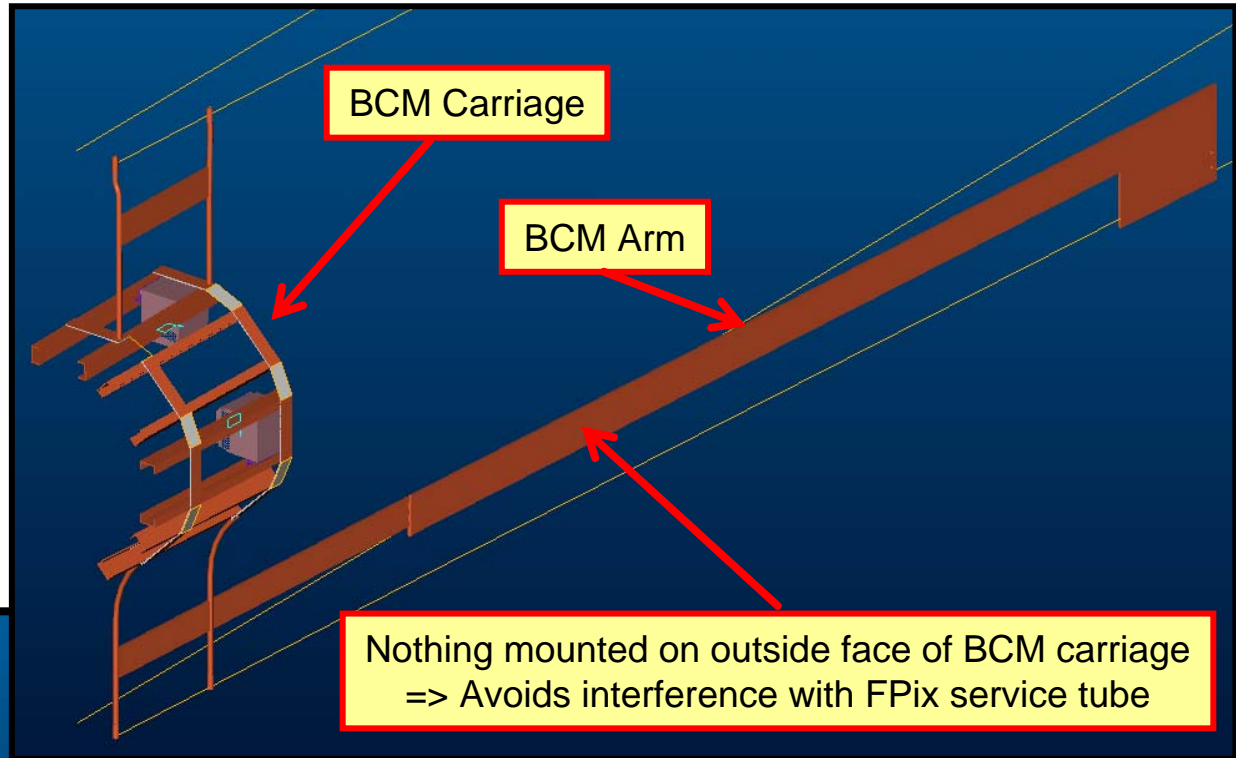 BCM Carriage
BCM Arm
Nothing mounted on outside face of BCM carriage
=> Avoids interference with FPix service tube